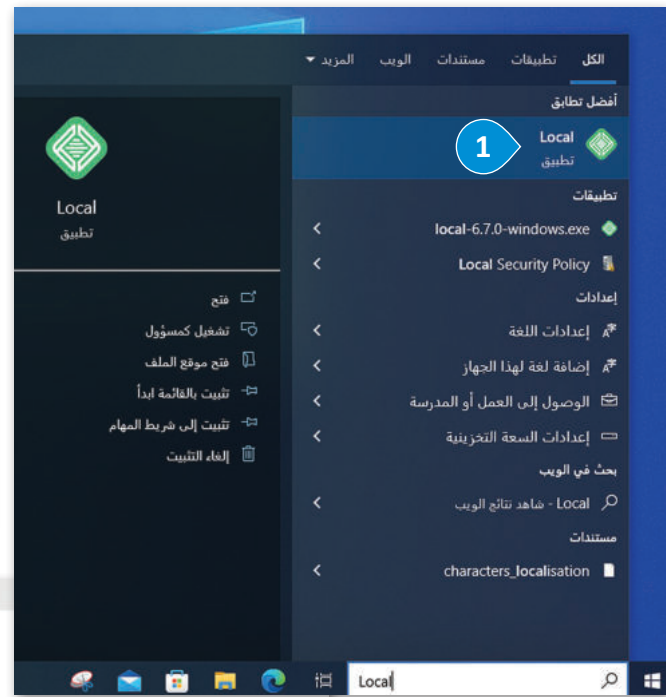 الكل تطبيقات مستندات الويب المزيد
أفضل تطابق
Local
تطبيق
1
تطبيقات
local-6.7.0-windows.exe
Local Security Policy
إعدادات
إعدادات اللغة
إضافة لغة لهذا الجهاز
الوصول إلى العمل أو المدرسة
إعدادات السعة التخزينية
بحث في الويب
Local - شاهد نتائج الويب
مستندات
characters_localisation
Local
تطبيق
فتح
تشغيل كمسؤول
فتح موقع الملف
تثبيت بالقائمة ابدأ
تثبيت إلى شريط المهام
إلغاء التثبيت
Local